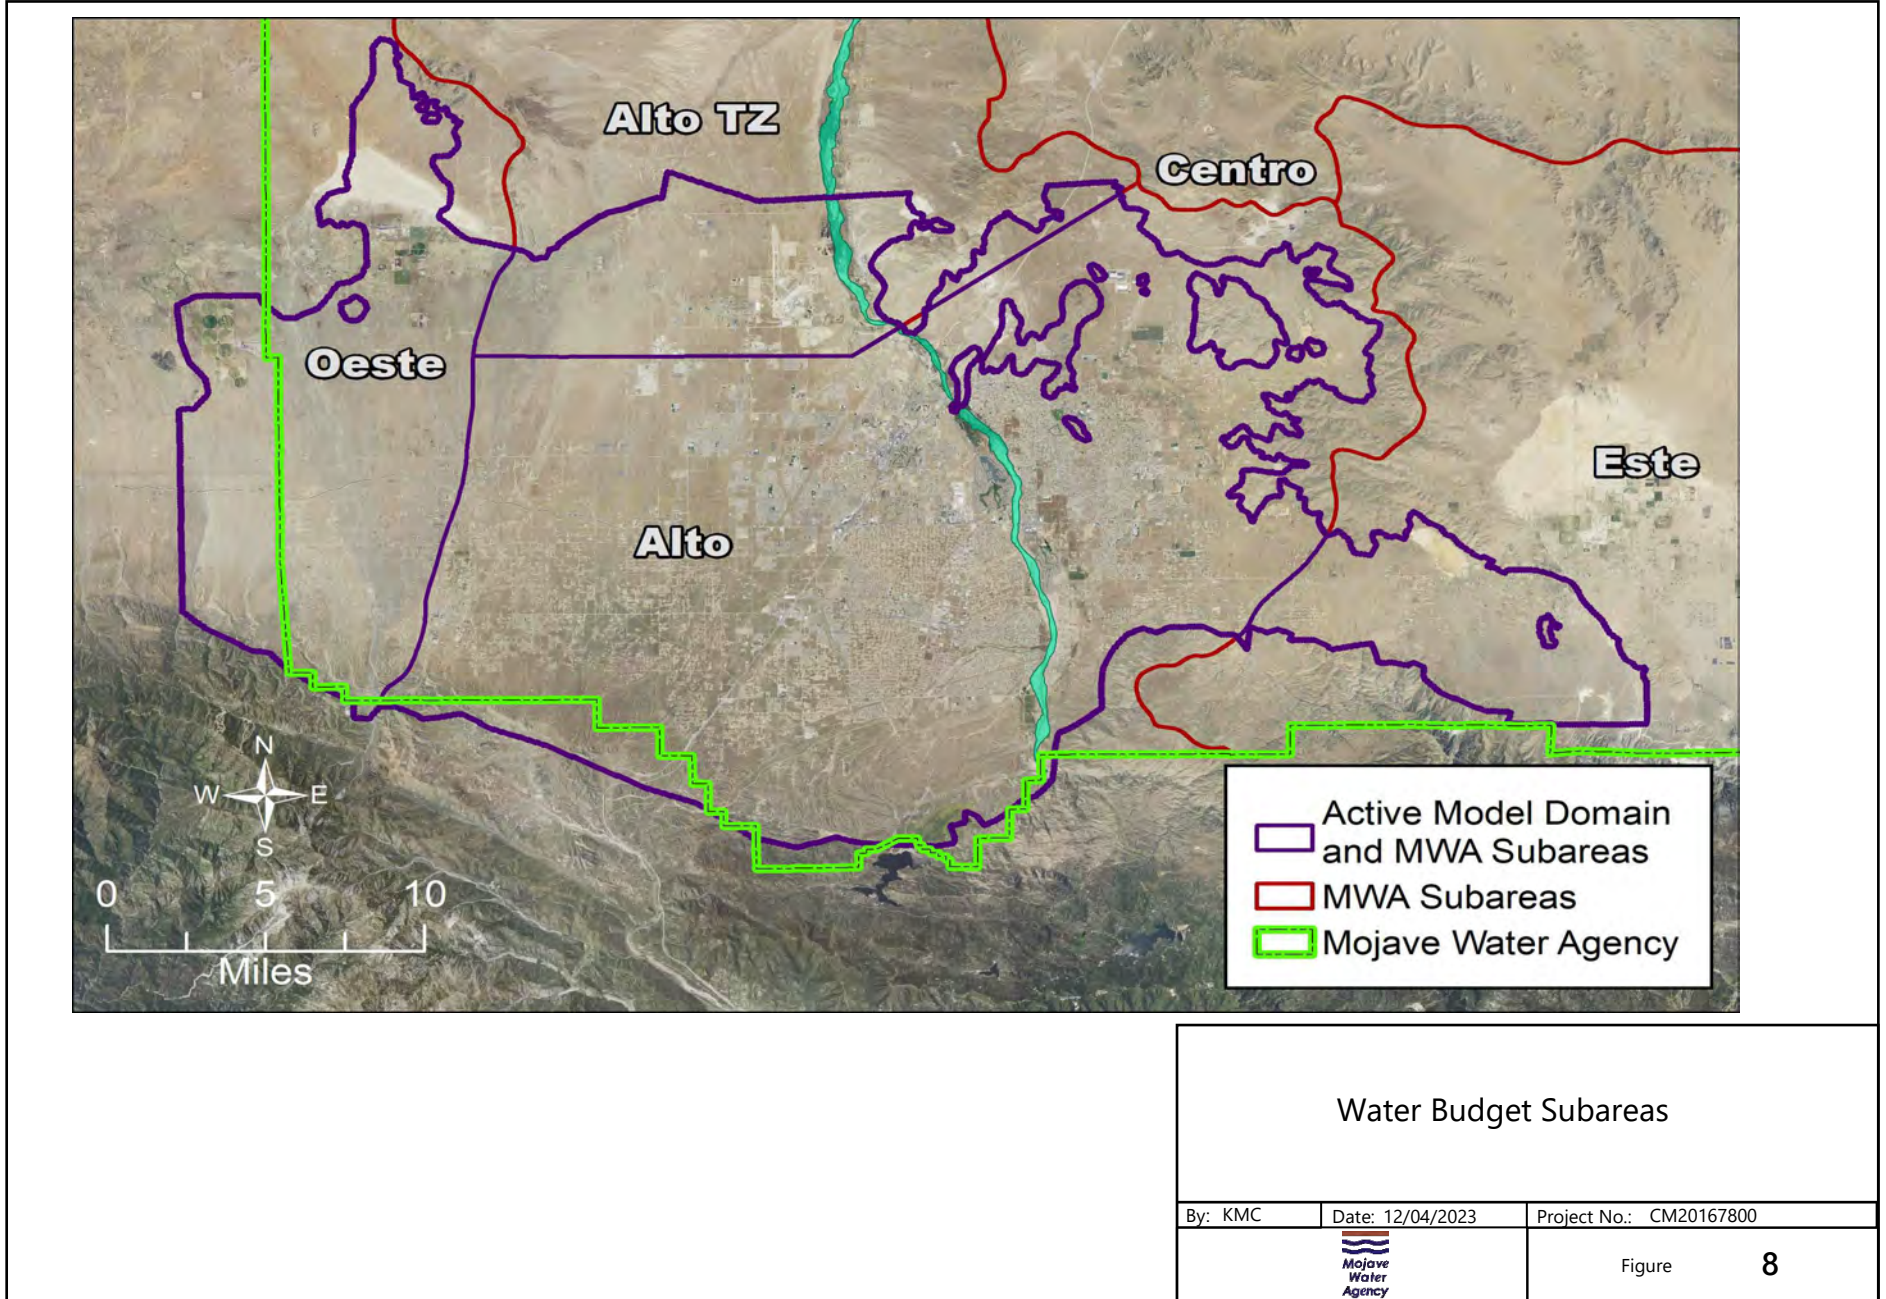 Alto TZ
Centro
Oeste
Este
Alto
N
W E
S
0 5 10
Miles
Active Model Domain
and MWA Subareas
MWA Subareas
Mojave Water Agency
Water Budget Subareas
By: KMC Date: 12/04/2023 Project No.: CM20167800
Mojave
Water
Agency
Figure 8